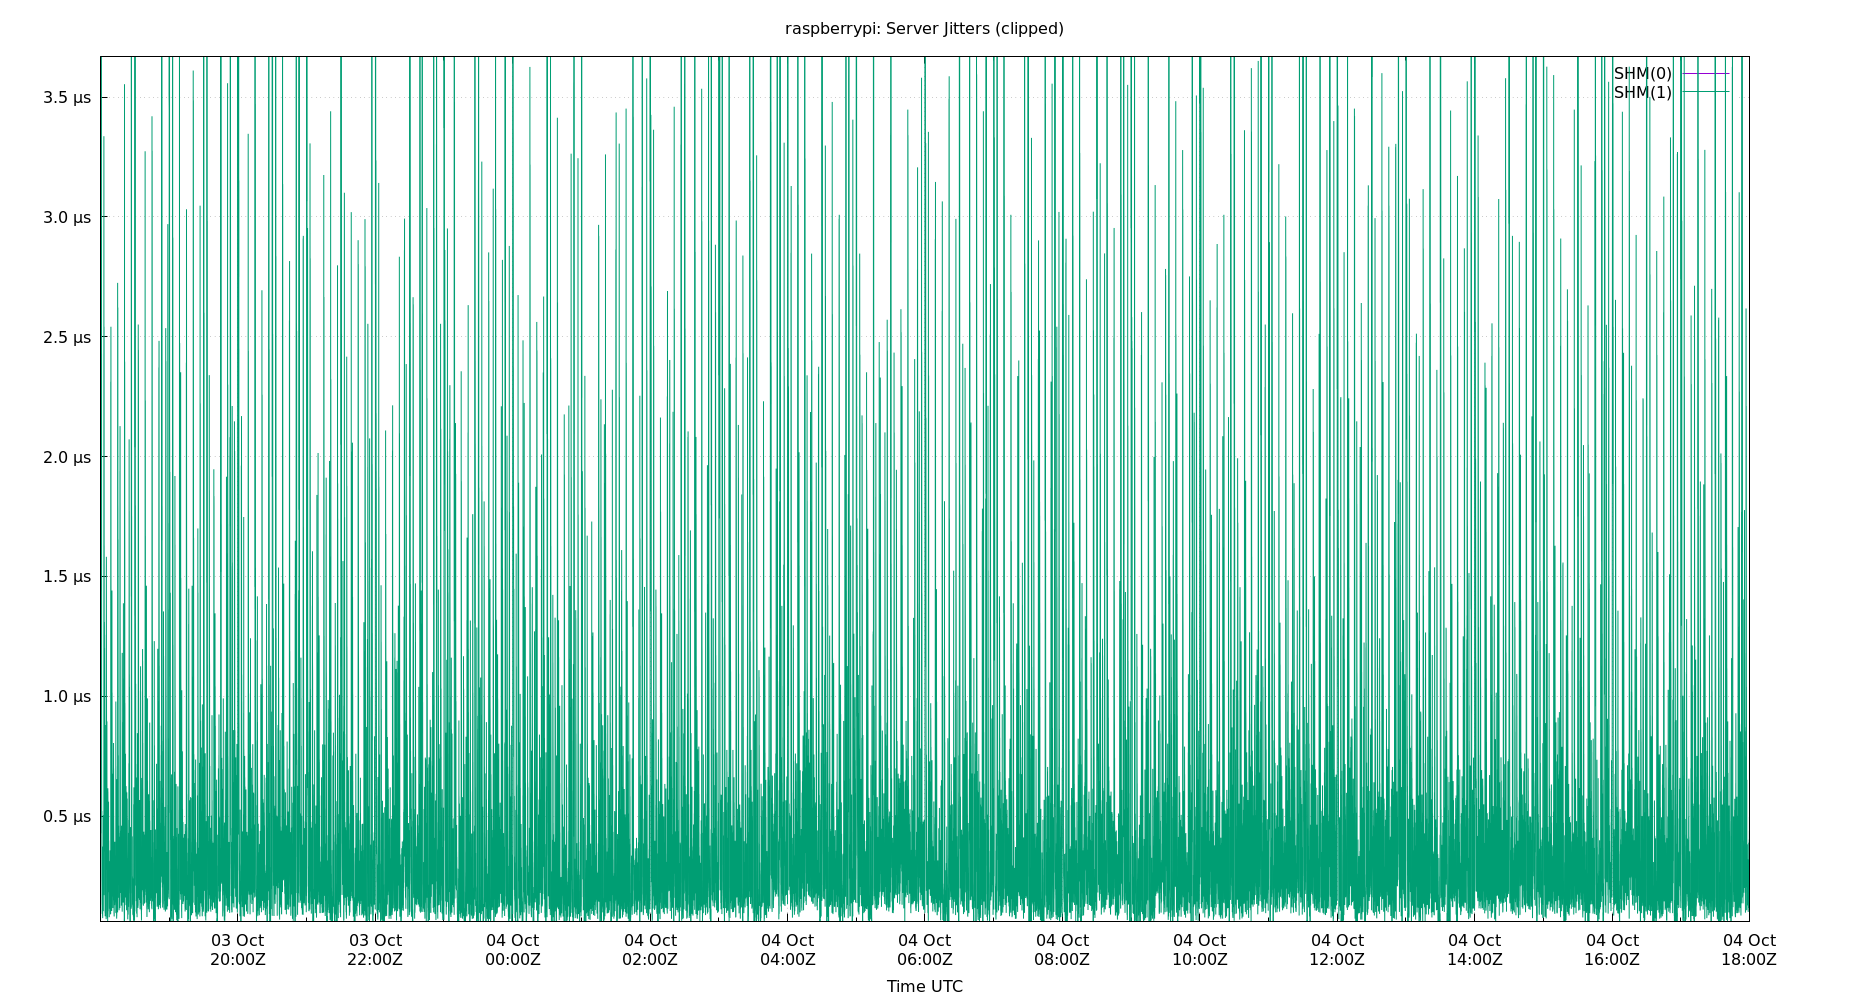 raspberrypi: Server Jitters (clipped)
SHM(0)
SHM(1)
3.5 µs
3.0 µs
2.5 µs
2.0 µs
1.5 µs
1.0 µs
0.5 µs
03 Oct 03 Oct 04 Oct 04 Oct 04 Oct 04 Oct 04 Oct 04 Oct 04 Oct 04 Oct 04 Oct 04 Oct
20:00Z 22:00Z 00:00Z 02:00Z 04:00Z 06:00Z 08:00Z 10:00Z 12:00Z 14:00Z 16:00Z 18:00Z
Time UTC